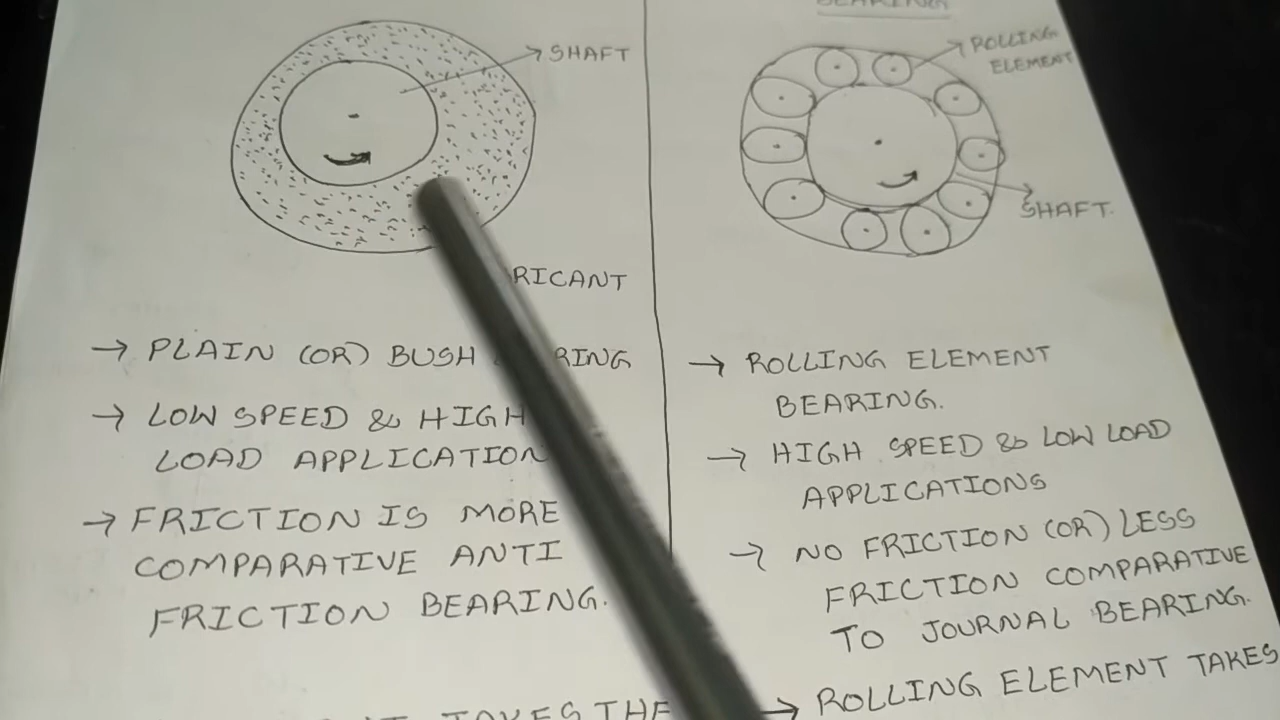 SHAFT
RICANT
→ PLAIN (OR) BUSH RING
→ LOW SPEED & HIGH
LOAD APPLICATION
→ FRICTION IS MORE
COMPARATIVE ANTI
FRICTION BEARING.
TAKES THE
BEARING
ROLLING
ELEMENT
SHAFT.
→ ROLLING ELEMENT
BEARING.
→ HIGH SPEED & LOW LOAD
APPLICATIONS
→ NO FRICTION (OR) LESS
FRICTION COMPARATIVE
TO JOURNAL BEARING.
→ ROLLING ELEMENT TAKES